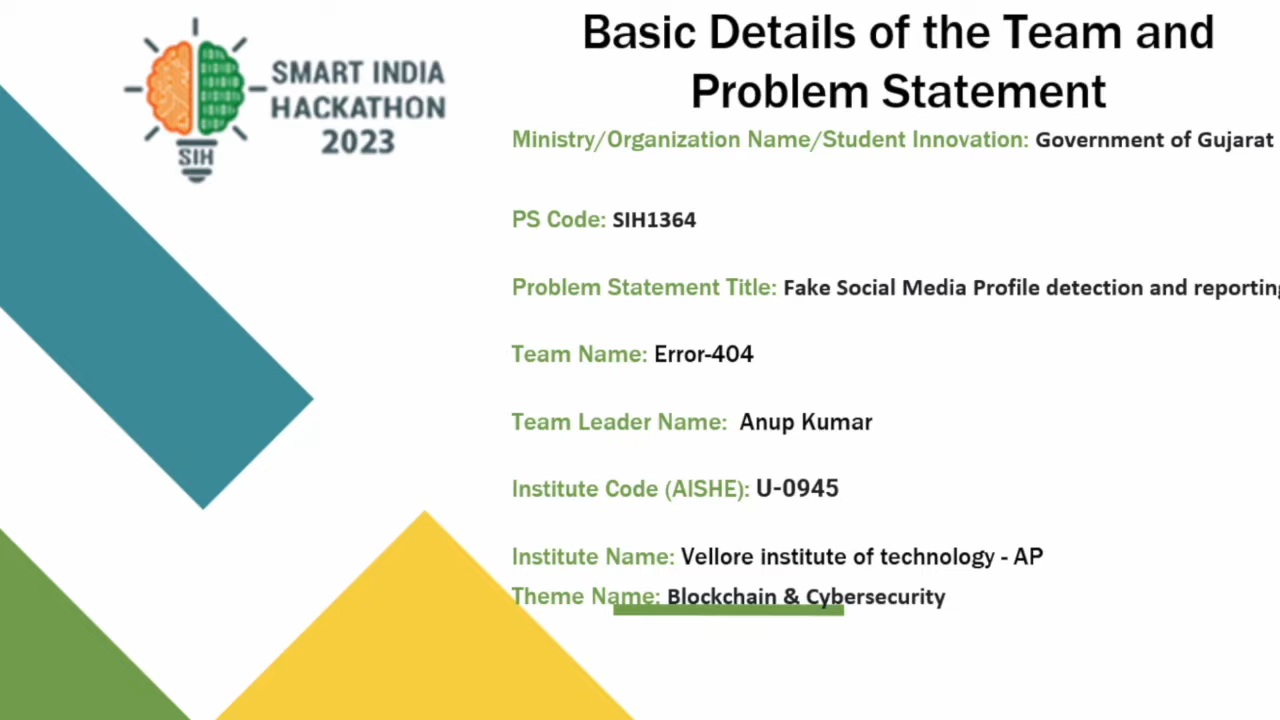 Basic Details of the Team and
Problem Statement
SMART INDIA
HACKATHON
2023
SIH
Ministry/Organization Name/Student Innovation: Government of Gujarat
PS Code: SIH1364
Problem Statement Title: Fake Social Media Profile detection and reporting
Team Name: Error-404
Team Leader Name: Anup Kumar
Institute Code (AISHE): U-0945
Institute Name: Vellore institute of technology - AP
Theme Name: Blockchain & Cybersecurity